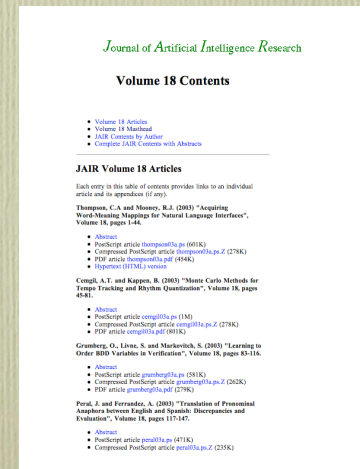 Journal of Artificial Intelligence Research
Volume 18 Contents
Volume 18 Articles
Volume 18 Masthead
JAIR Contents by Author
Complete JAIR Contents with Abstracts
JAIR Volume 18 Articles
Each entry in this table of contents provides links to an individual
article and its appendices (if any).
Thompson, C.A and Mooney, R.J. (2003) "Acquiring
Word-Meaning Mappings for Natural Language Interfaces",
Volume 18, pages 1-44.
Abstract
PostScript article thompson03a.ps (601K)
Compressed PostScript article thompson03a.ps.Z (278K)
PDF article thompson03a.pdf (454K)
Hypertext (HTML) version
Cemgil, A.T. and Kappen, B. (2003) "Monte Carlo Methods for
Tempo Tracking and Rhythm Quantization", Volume 18, pages
45-81.
Abstract
PostScript article cemgil03a.ps (1M)
Compressed PostScript article cemgil03a.ps.Z (278K)
PDF article cemgil03a.pdf (801K)
Grumberg, O., Livne, S. and Markovitch, S. (2003) "Learning to
Order BDD Variables in Verification", Volume 18, pages 83-116.
Abstract
PostScript article grumberg03a.ps (581K)
Compressed PostScript article grumberg03a.ps.Z (262K)
PDF article grumberg03a.pdf (279K)
Peral, J. and Ferrandez, A. (2003) "Translation of Pronominal
Anaphora between English and Spanish: Discrepancies and
Evaluation", Volume 18, pages 117-147.
Abstract
PostScript article peral03a.ps (471K)
Compressed PostScript article peral03a.ps.Z (235K)